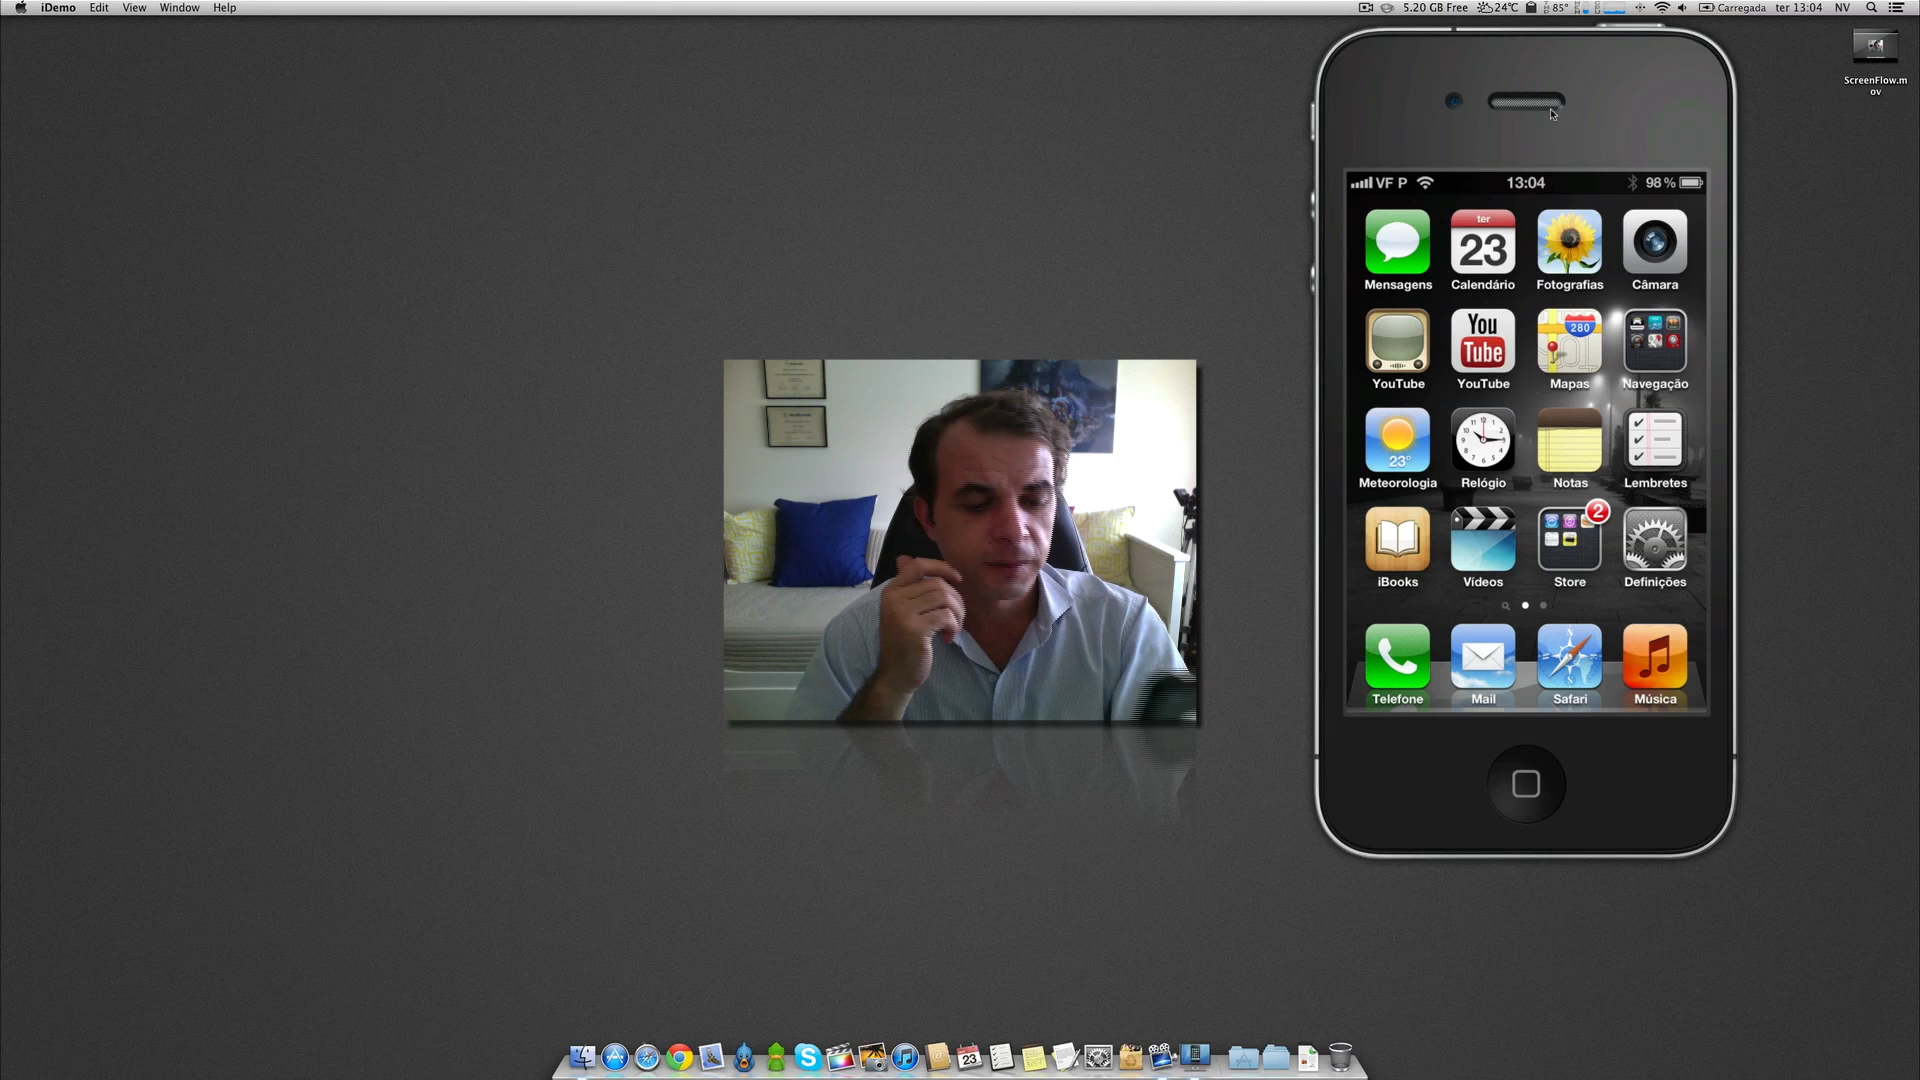 iDemo Edit View Window Help
5.20 GB Free 24°C 85° Carregada ter 13:04 NV
ScreenFlow.m
ov
VF P 13:04 98 %
ter
23
Mensagens Calendário Fotografias Câmara
You
Tube
280
YouTube YouTube Mapas Navegação
23°
Meteorologia Relógio Notas Lembretes
2
iBooks Vídeos Store Definições
Telefone Mail Safari Música
23